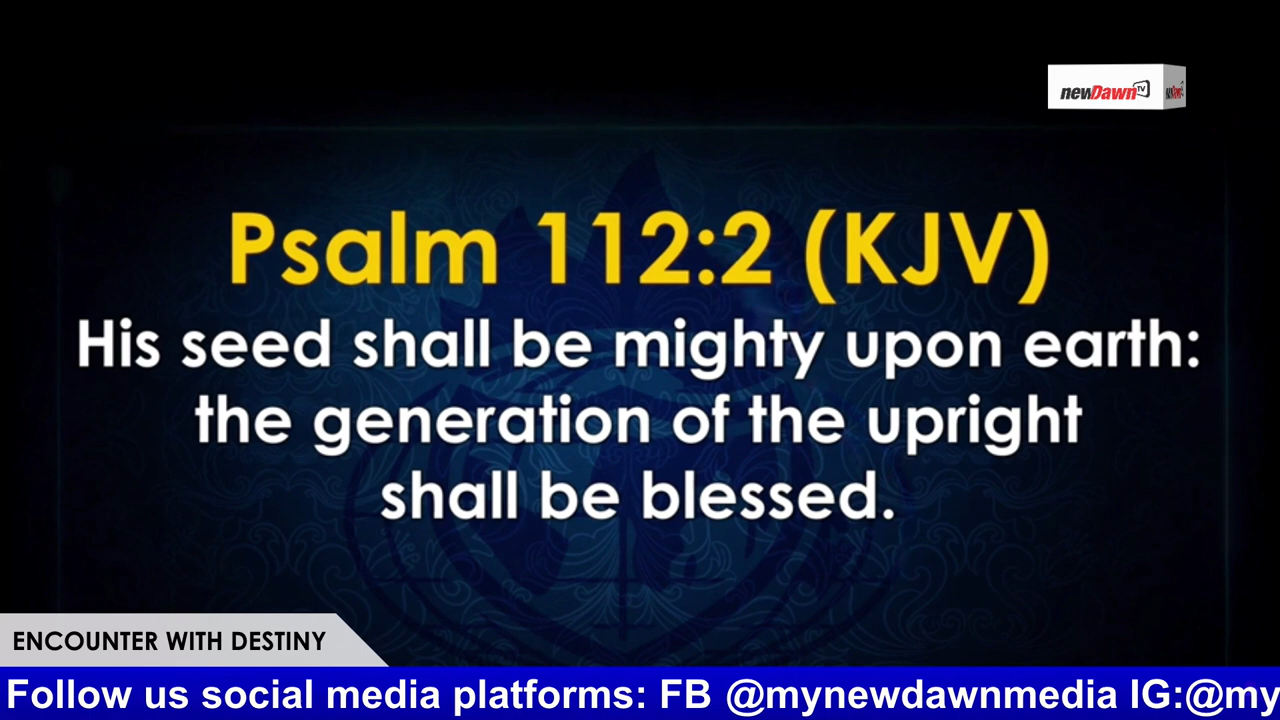 newDawn TV
Psalm 112:2 (KJV)
His seed shall be mighty upon earth:
the generation of the upright
shall be blessed.
ENCOUNTER WITH DESTINY
Follow us social media platforms: FB @mynewdawnmedia IG:@my